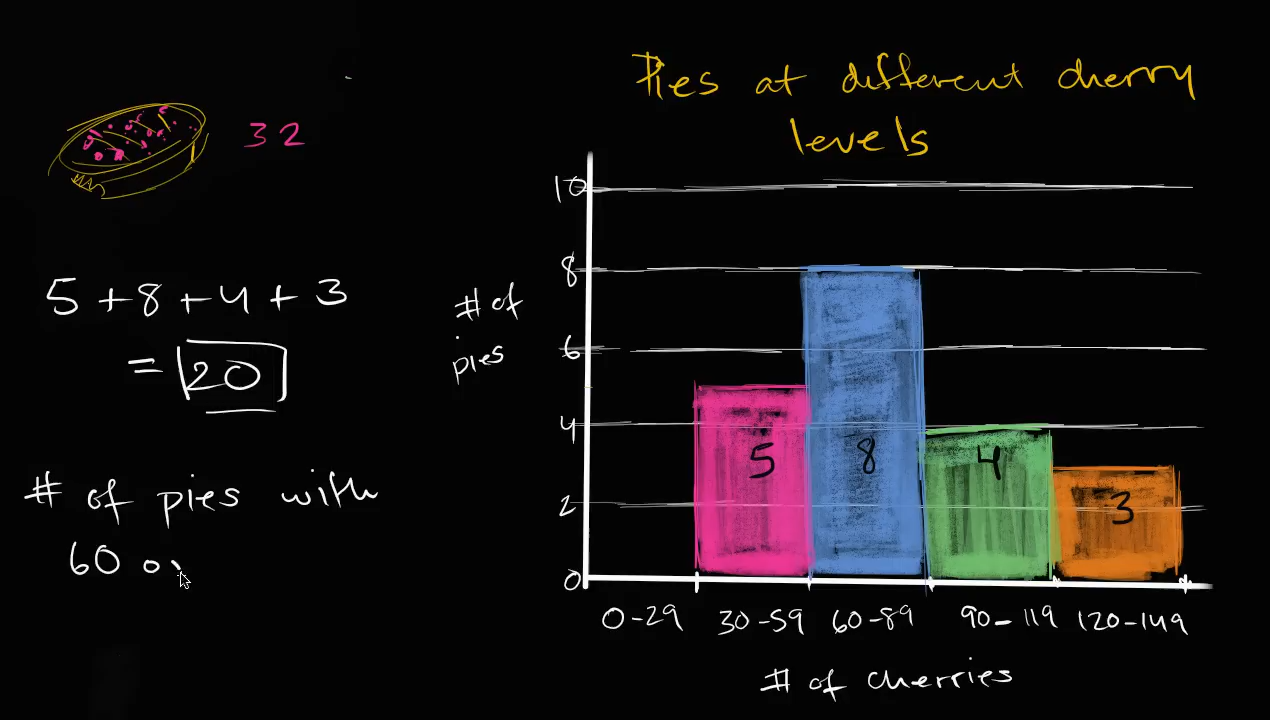 Pies at different cherry
levels
32
5 + 8 + 4 + 3
= 20
# of pies with
60 or
# of
pies
10
8
6
4
2
0
5
8
4
3
0-29 30-59 60-89 90-119 120-149
# of cherries